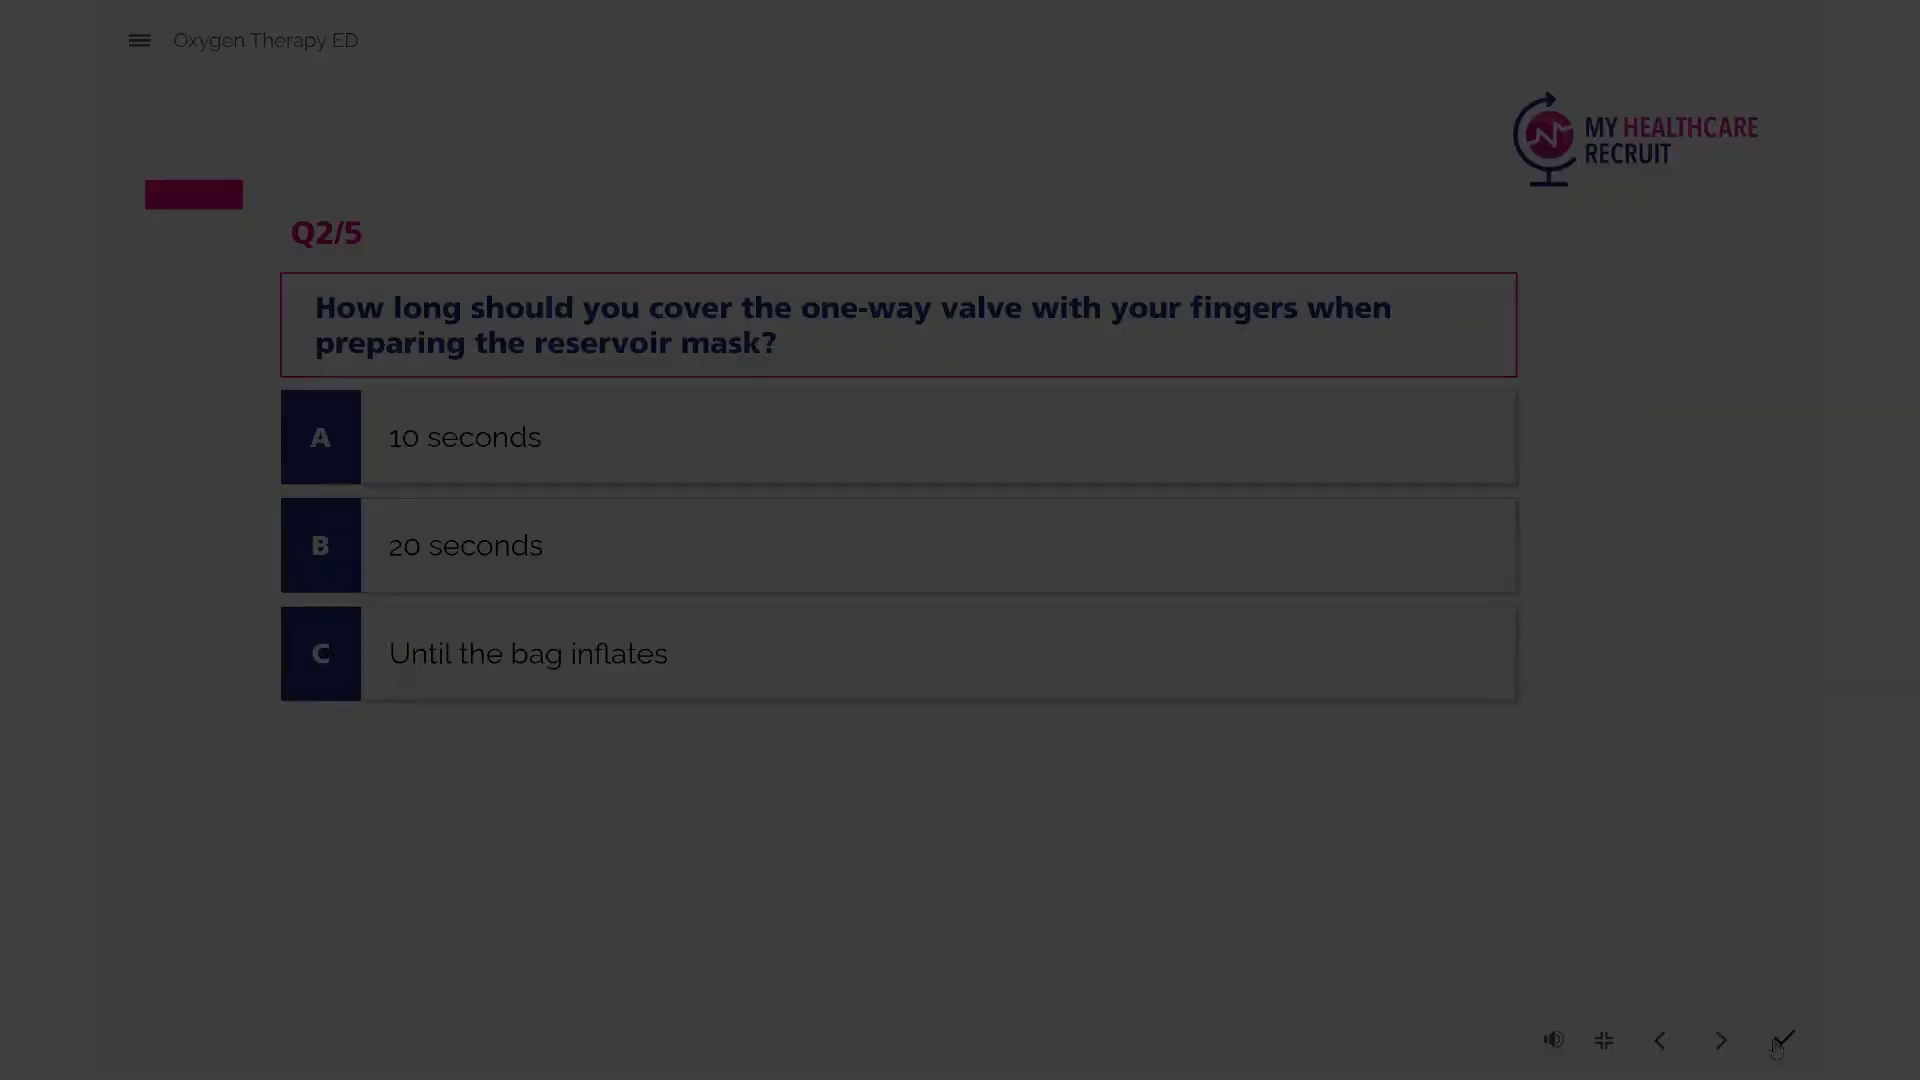 Oxygen Therapy ED
MY HEALTHCARE
RECRUIT
Q2/5
How long should you cover the one-way valve with your fingers when
preparing the reservoir mask?
A
10 seconds
B
20 seconds
C
Until the bag inflates